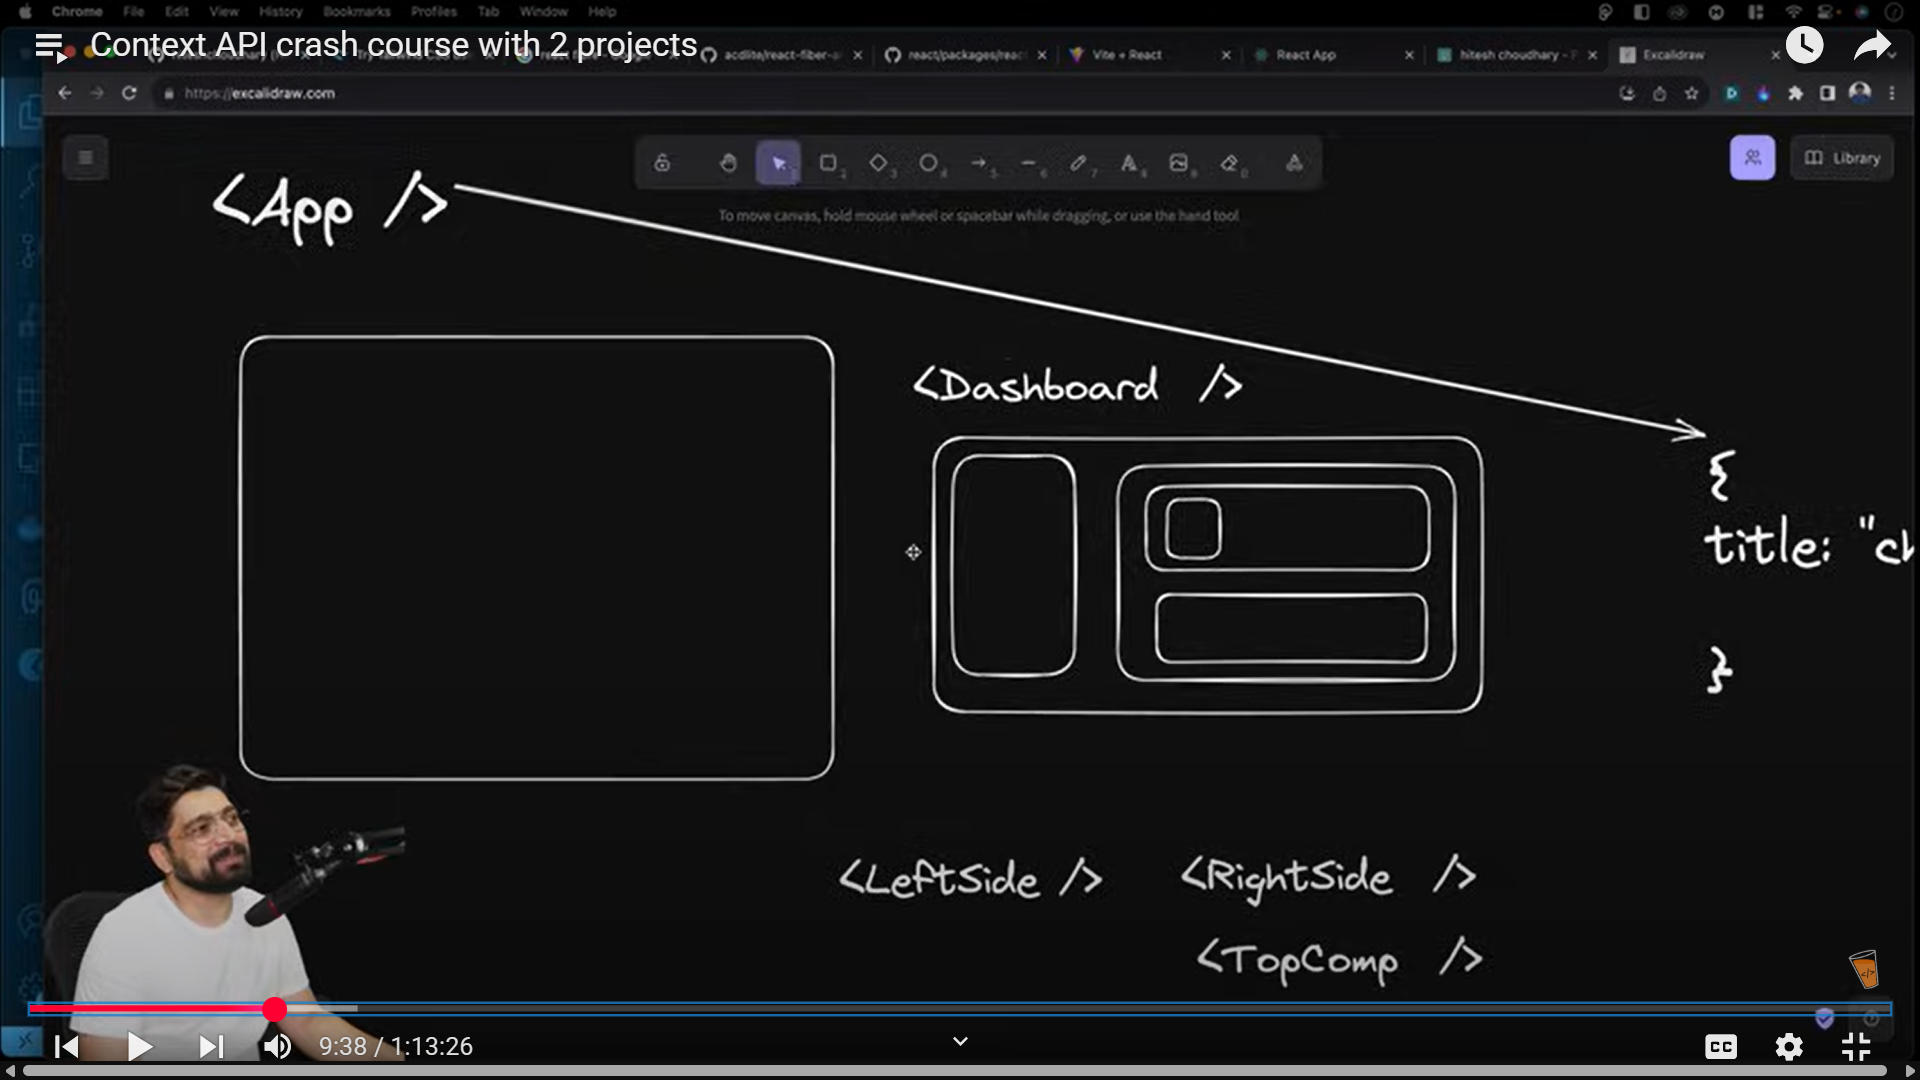 Chrome File Edit View History Bookmarks Profiles Tab Window Help
Context API crash course with 2 projects
acdlite/react-fiber-a
react/packages/reac
Vite + React
React App
hitesh choudhary -
Excalidraw
https://excalidraw.com
Library
To move canvas, hold mouse wheel or spacebar while dragging, or use the hand tool
<App />
<Dashboard />
{
title: "ch
}
<LeftSide /> <RightSide />
<TopComp />
9:38 / 1:13:26
CC